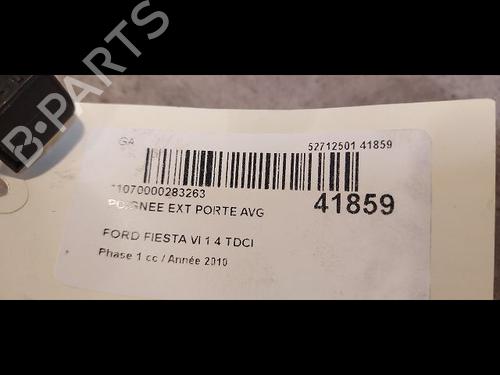 B-PARTS
GA
52712501 41859
11070000283263
POIGNEE EXT PORTE AVG
41859
FORD FIESTA VI 1 4 TDCI
Phase 1 cc / Année 2010